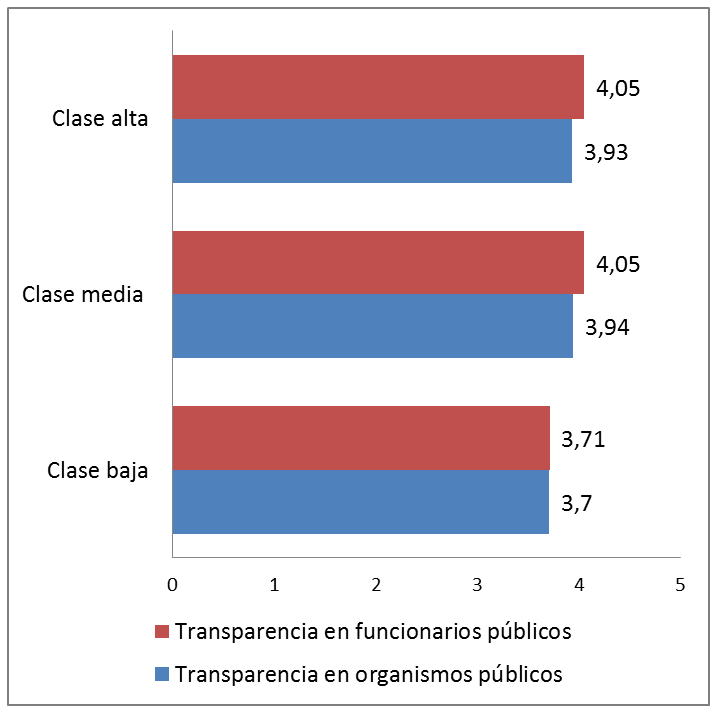 Clase alta
4,05
3,93
Clase media
4,05
3,94
Clase baja
3,71
3,7
0 1 2 3 4 5
Transparencia en funcionarios públicos
Transparencia en organismos públicos